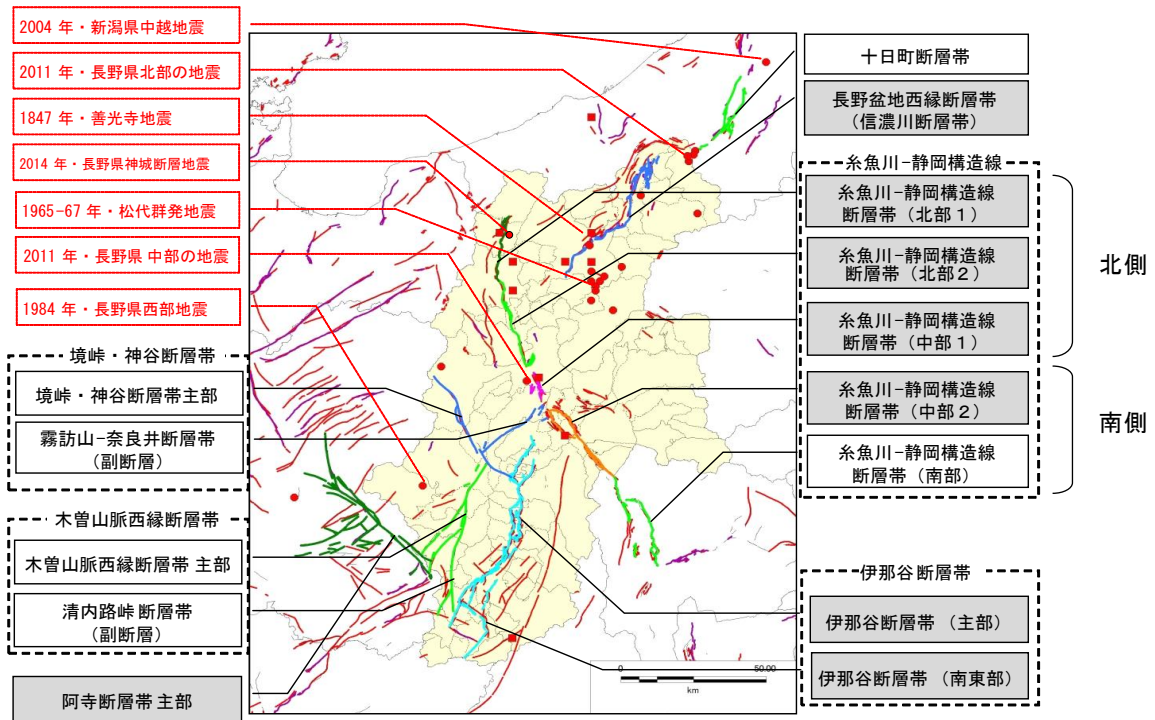 2004 年・新潟県中越地震
2011 年・長野県北部の地震
1847 年・善光寺地震
2014 年・長野県神城断層地震
1965-67 年・松代群発地震
2011 年・長野県 中部の地震
1984 年・長野県西部地震
境峠・神谷断層帯
境峠・神谷断層帯主部
霧訪山-奈良井断層帯
(副断層)
木曽山脈西縁断層帯
木曽山脈西縁断層帯 主部
清内路峠断層帯
(副断層)
阿寺断層帯 主部
0
50.00
km
十日町断層帯
長野盆地西縁断層帯
(信濃川断層帯)
糸魚川-静岡構造線
糸魚川-静岡構造線
断層帯(北部1)
糸魚川-静岡構造線
断層帯(北部2)
糸魚川-静岡構造線
断層帯(中部1)
糸魚川-静岡構造線
断層帯(中部2)
糸魚川-静岡構造線
断層帯(南部)
北側
南側
伊那谷断層帯
伊那谷断層帯 (主部)
伊那谷断層帯 (南東部)